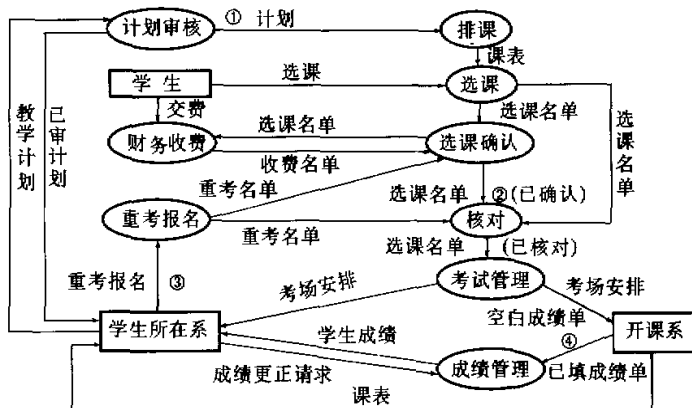 计划审核
① 计划
排课
课表
学生
选课
选课
交费
选课名单
选课名单
选课名单
财务收费
选课确认
收费名单
教学计划
已审计划
重考名单
选课名单 ②(已确认)
重考报名
重考名单
核对
选课名单 (已核对)
重考报名 ③
考场安排
考试管理
考场安排
空白成绩单
学生所在系
学生成绩
④
开课系
成绩管理
已填成绩单
成绩更正请求
课表